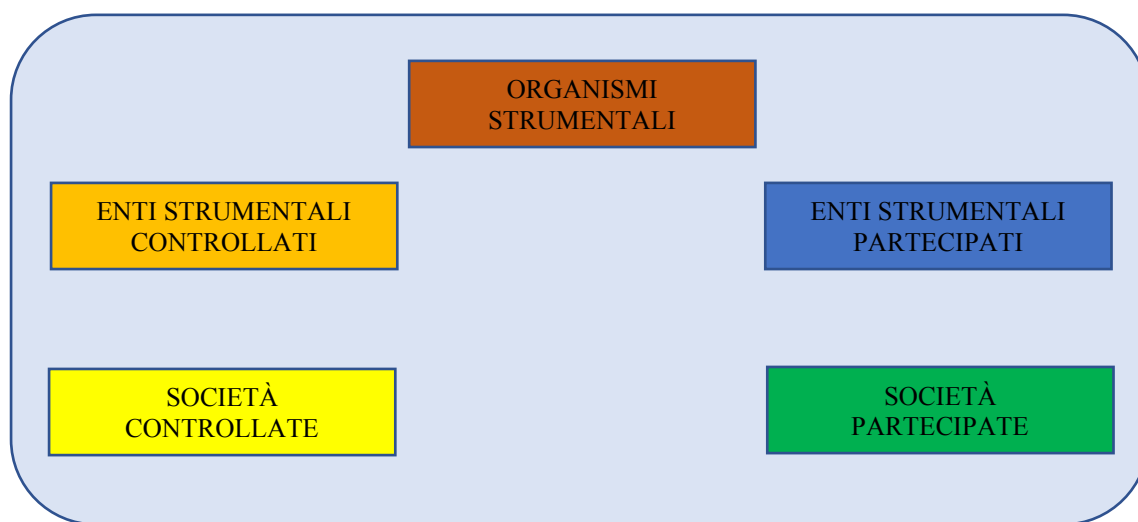 ORGANISMI
STRUMENTALI
ENTI STRUMENTALI
CONTROLLATI
ENTI STRUMENTALI
PARTECIPATI
SOCIETÀ
CONTROLLATE
SOCIETÀ
PARTECIPATE